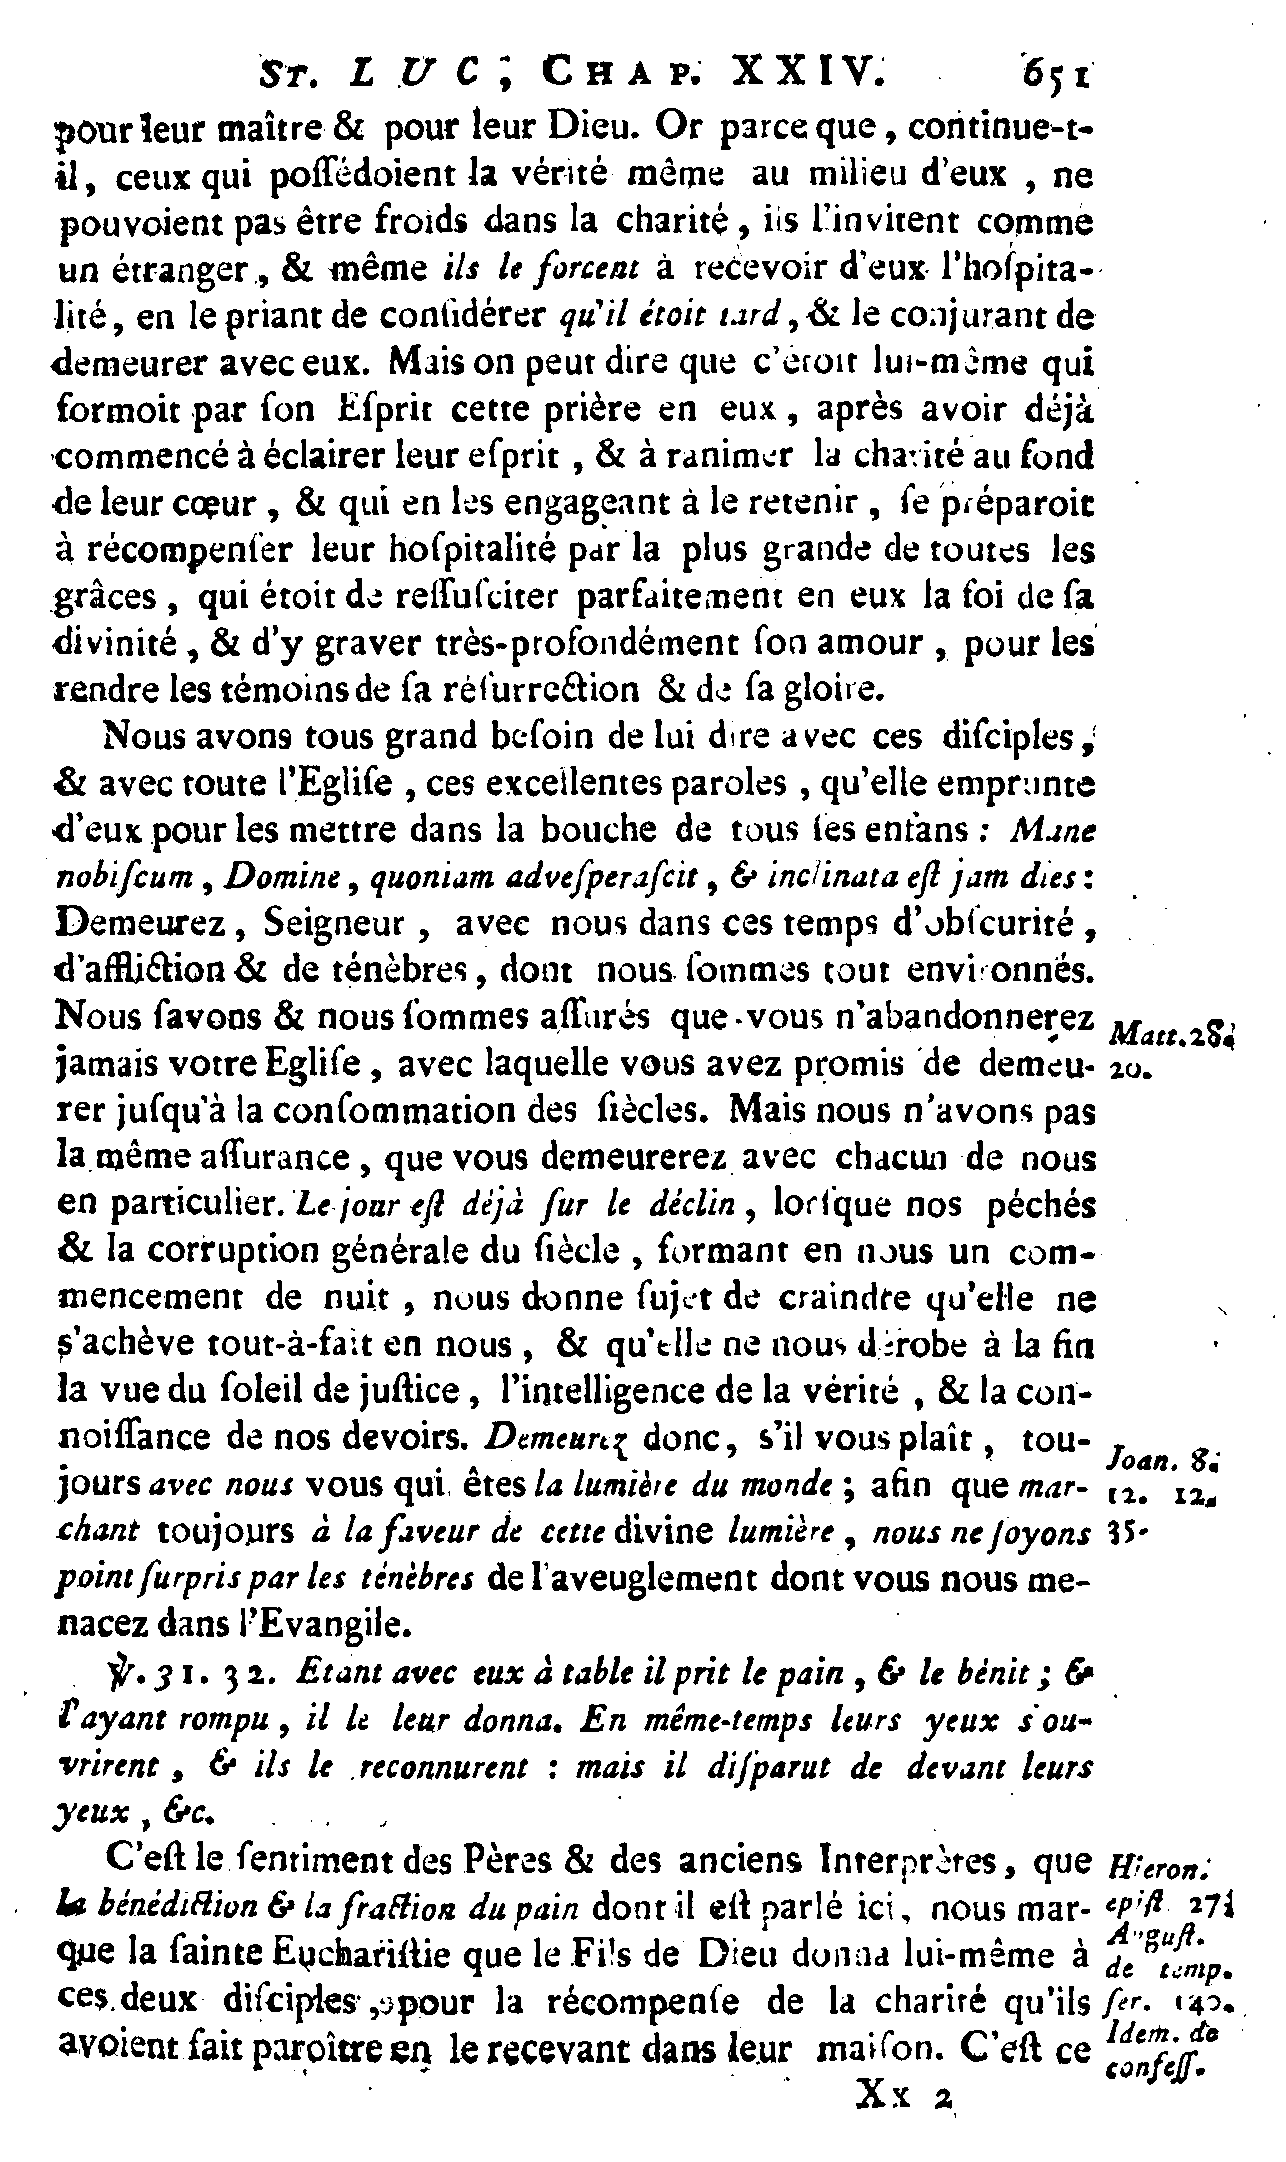 St. LUC, CHAP. XXIV. 651
pour leur maître & pour leur Dieu. Or parce que, continue-t-
il, ceux qui poſſédoient la vérité même au milieu d'eux, ne
pouvoient pas être froids dans la charité, ils l'invitent comme
un étranger, & même ils le forcent à recevoir d'eux l'hoſpita-
lité, en le priant de conſidérer qu'il étoit tard, & le conjurant de
demeurer avec eux. Mais on peut dire que c'étoit lui-même qui
formoit par ſon Eſprit cette prière en eux, après avoir déjà
commencé à éclairer leur eſprit, & à ranimer la charité au fond
de leur cœur, & qui en les engageant à le retenir, ſe préparoit
à récompenſer leur hoſpitalité par la plus grande de toutes les
grâces, qui étoit de reſſuſciter parfaitement en eux la foi de ſa
divinité, & d'y graver très-profondément ſon amour, pour les
rendre les témoins de ſa réſurrection & de ſa gloire.
Nous avons tous grand beſoin de lui dire avec ces diſciples,
& avec toute l'Egliſe, ces excellentes paroles, qu'elle emprunte
d'eux pour les mettre dans la bouche de tous ſes enfans : Mane
nobiſcum, Domine, quoniam adveſperaſcit, & inclinata eſt jam dies :
Demeurez, Seigneur, avec nous dans ces temps d'obſcurité,
d'affliction & de ténèbres, dont nous ſommes tout environnés.
Nous ſavons & nous ſommes aſſurés que vous n'abandonnerez
jamais votre Egliſe, avec laquelle vous avez promis de demeu-
rer juſqu'à la conſommation des ſiècles. Mais nous n'avons pas
la même aſſurance, que vous demeurerez avec chacun de nous
en particulier. Le jour eſt déjà ſur le déclin, lorſque nos péchés
& la corruption générale du ſiècle, formant en nous un com-
mencement de nuit, nous donne ſujet de craindre qu'elle ne
s'achève tout-à-fait en nous, & qu'elle ne nous dérobe à la fin
la vue du ſoleil de juſtice, l'intelligence de la vérité, & la con-
noiſſance de nos devoirs. Demeurez donc, s'il vous plaît, tou-
jours avec nous vous qui êtes la lumière du monde ; afin que mar-
chant toujours à la faveur de cette divine lumière, nous ne ſoyons
point ſurpris par les ténèbres de l'aveuglement dont vous nous me-
nacez dans l'Evangile.
℣. 31. 32. Etant avec eux à table il prit le pain, & le bénit ; &
l'ayant rompu, il le leur donna. En même-temps leurs yeux s'ou-
vrirent, & ils le reconnurent : mais il diſparut de devant leurs
yeux, &c.
C'eſt le ſentiment des Pères & des anciens Interprètes, que
la bénédiction & la fraction du pain dont il eſt parlé ici, nous mar-
que la ſainte Euchariſtie que le Fils de Dieu donna lui-même à
ces deux diſciples, pour la récompenſe de la charité qu'ils
avoient fait paroître en le recevant dans leur maiſon. C'eſt ce
Xx 2
Matt. 28.
20.
Joan. 8.
12. 12.
35.
Hieron.
epiſt 27.
Auguſt.
de temp.
ſer. 140.
Idem. de
conſeſſ.